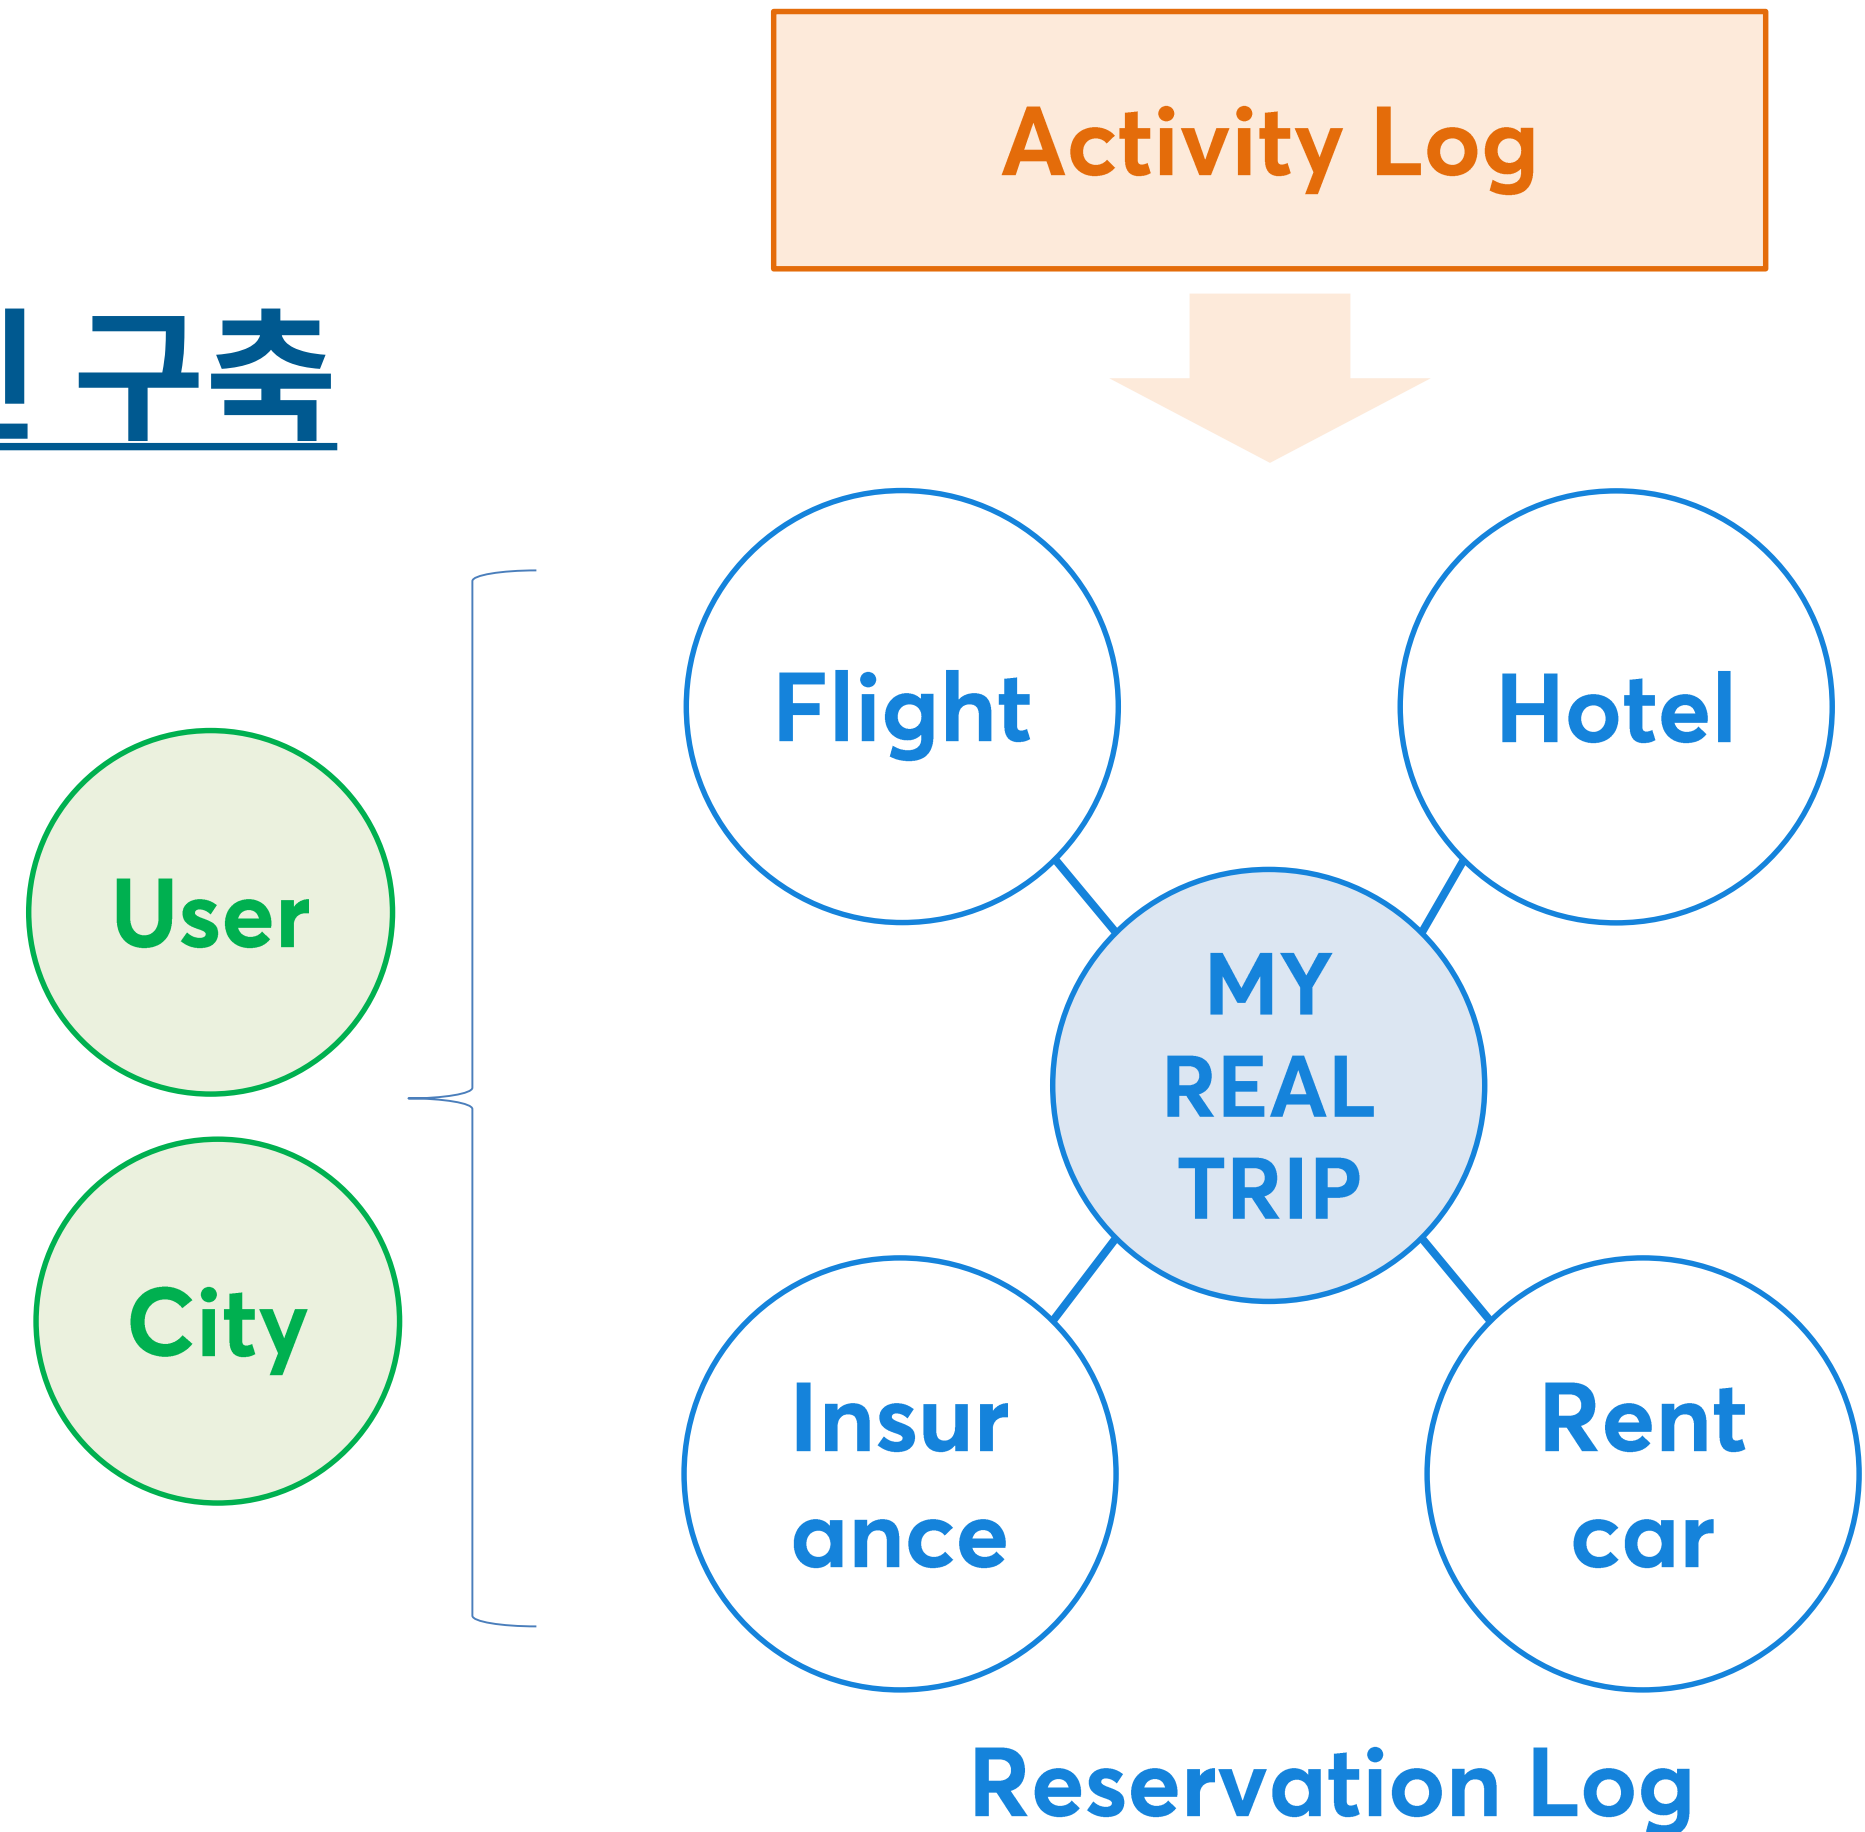 Activity Log
구축
Flight
Hotel
User
MY
REAL
TRIP
City
Insur
ance
Rent
car
Reservation Log